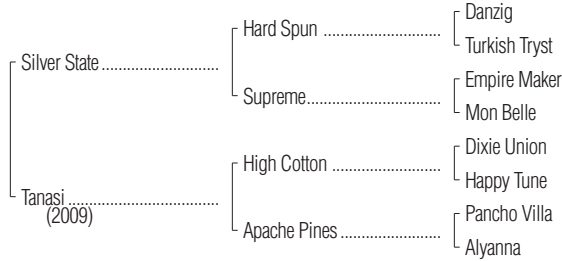 Danzig
Hard Spun ..............................
Turkish Tryst
Silver State ..............................
Empire Maker
Supreme..................................
Mon Belle
Dixie Union
High Cotton ............................
Happy Tune
Tanasi ......................................
(2009)
Pancho Villa
Apache Pines ..........................
Alyanna